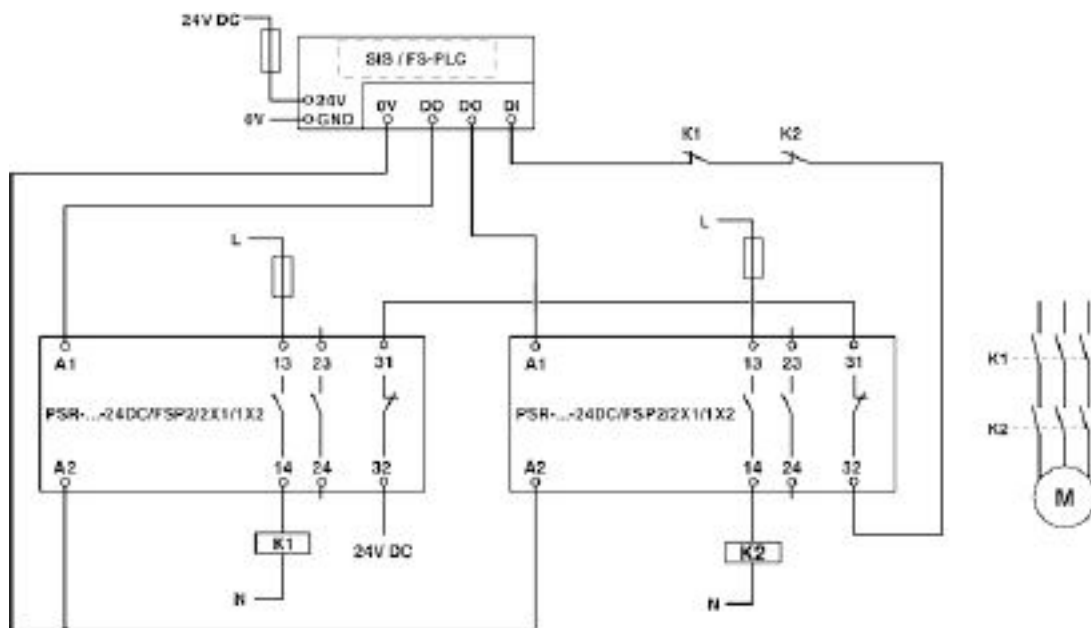 24V DC
SIS / FS-PLC
24V
0V GND
0V DO DO DI
K1 K2
L L
A1 13 23 31 A1 13 23 31
K1
PSR-...-24DC/FSP2/2X1/1X2 PSR-...-24DC/FSP2/2X1/1X2
K2
A2 14 24 32 A2 14 24 32
M
K1 24V DC K2
N N